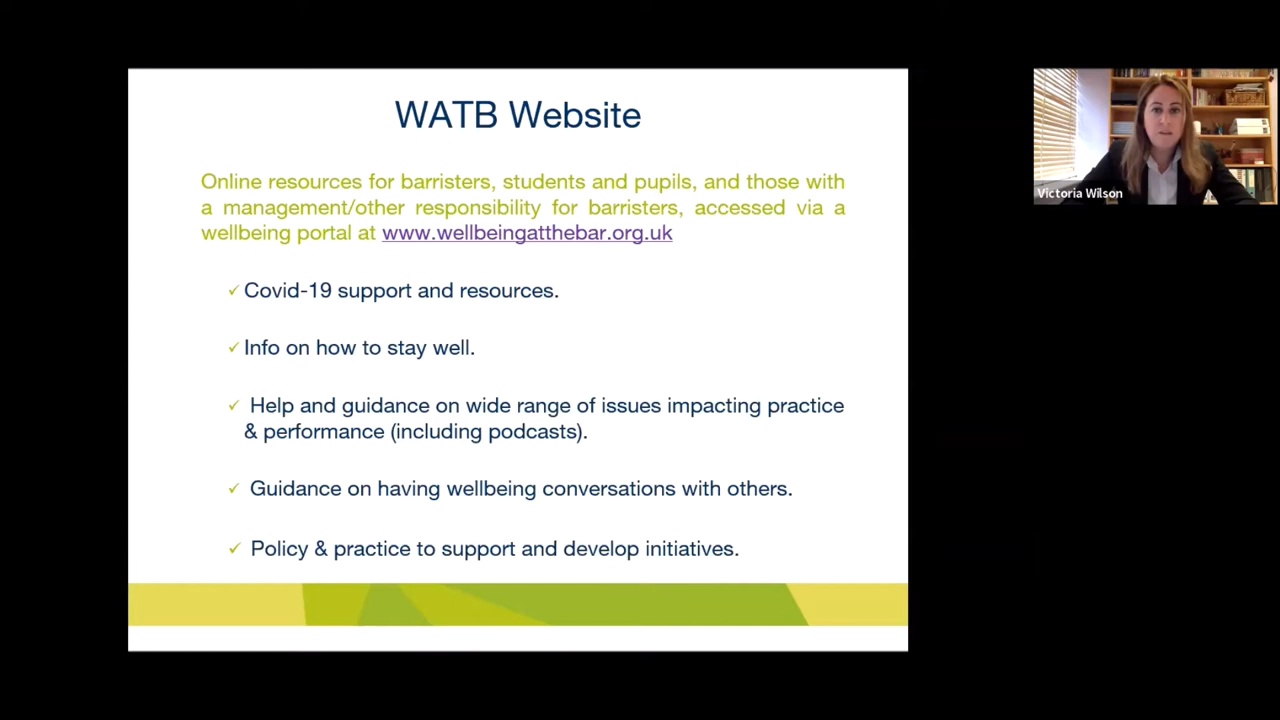 WATB Website
Online resources for barristers, students and pupils, and those with
a management/other responsibility for barristers, accessed via a
wellbeing portal at www.wellbeingatthebar.org.uk
✓ Covid-19 support and resources.
✓ Info on how to stay well.
✓ Help and guidance on wide range of issues impacting practice
& performance (including podcasts).
✓ Guidance on having wellbeing conversations with others.
✓ Policy & practice to support and develop initiatives.
Victoria Wilson